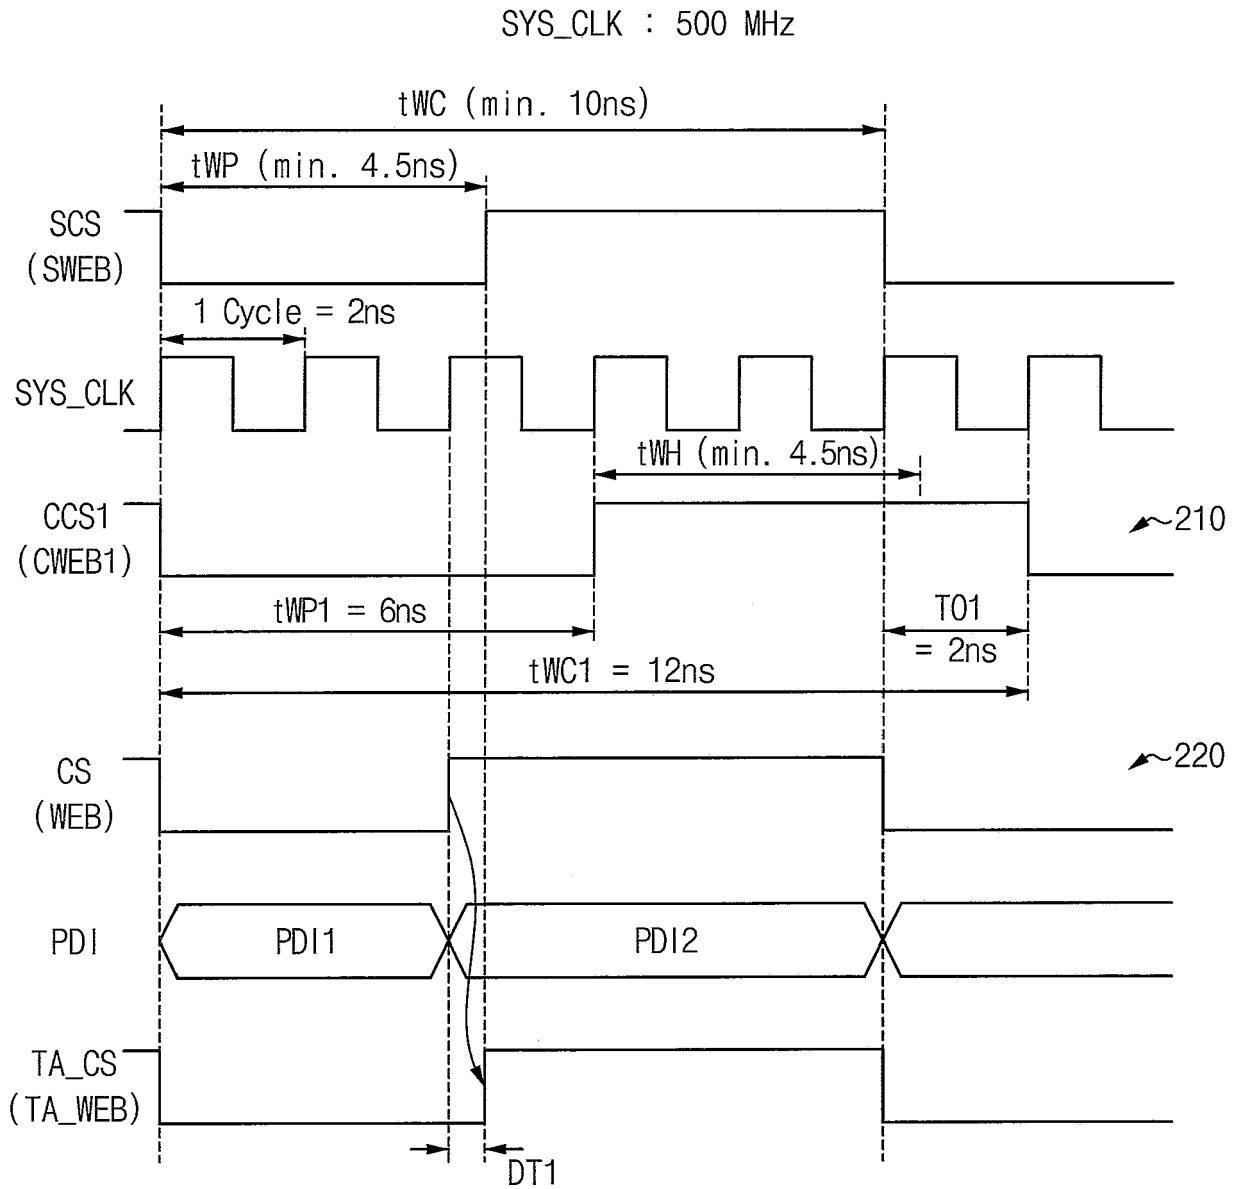 SYS_CLK : 500 MHz
tWC (min. 10ns)
tWP (min. 4.5ns)
SCS
(SWEB)
1 Cycle = 2ns
SYS_CLK
tWH (min. 4.5ns)
CCS1
(CWEB1)
210
tWP1 = 6ns
TO1
= 2ns
tWC1 = 12ns
CS
(WEB)
220
PDI
PDI1
PDI2
TA_CS
(TA_WEB)
DT1